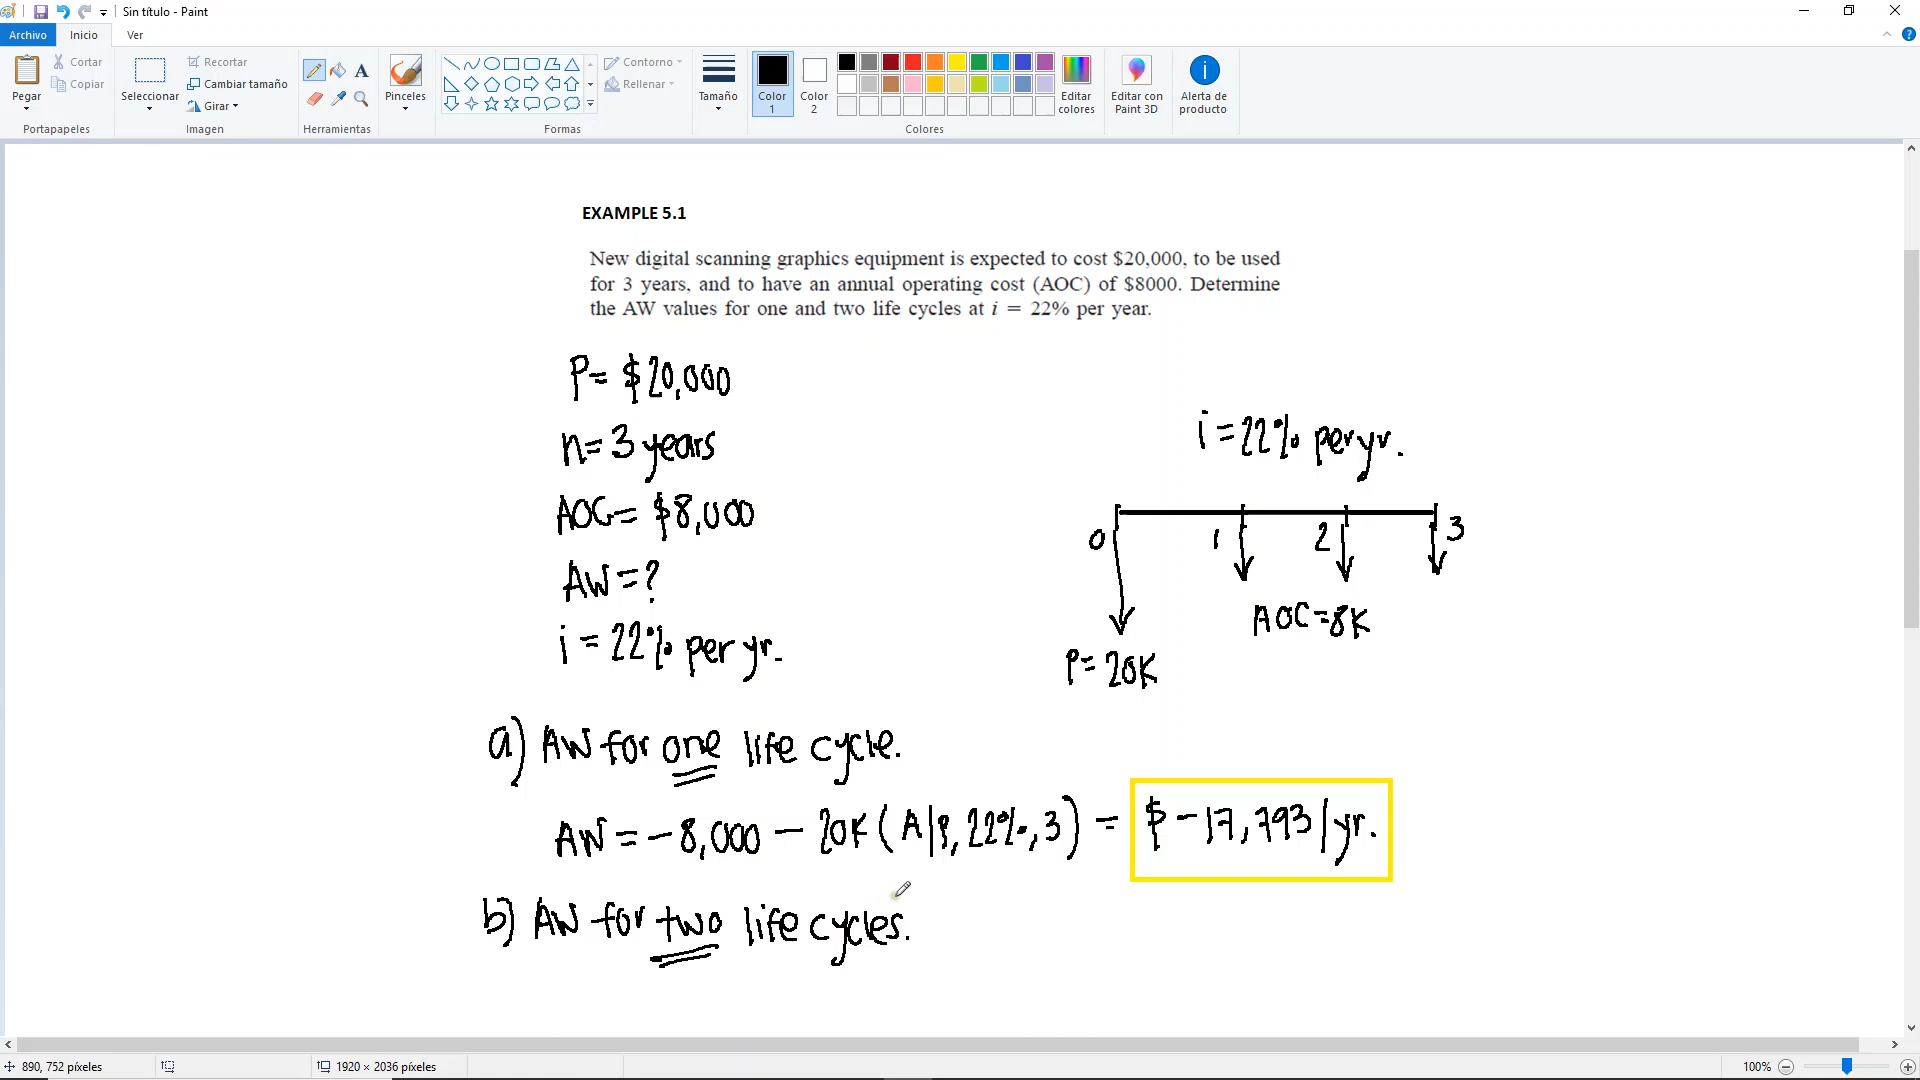 Sin título - Paint
Archivo Inicio Ver
Pegar
Cortar
Copiar
Portapapeles
Seleccionar
Recortar
Cambiar tamaño
Girar
Imagen
A
Herramientas
Pinceles
Contorno
Rellenar
Formas
Tamaño
Color 1
Color 2
Editar colores
Colores
Editar con Paint 3D
Alerta de producto
EXAMPLE 5.1
New digital scanning graphics equipment is expected to cost $20,000, to be used
for 3 years, and to have an annual operating cost (AOC) of $8000. Determine
the AW values for one and two life cycles at i = 22% per year.
P= $20,000
n= 3 years
AOC= $8,000
AW =?
i = 22% per yr.
i = 22% per yr.
0 1 2 3
AOC=8K
P= 20K
a) AW for one life cycle.
AW = -8,000 - 20K (A|P, 22%, 3) = $ -17,793/yr.
b) AW for two life cycles.
890, 752 píxeles
1920 × 2036 píxeles
100%